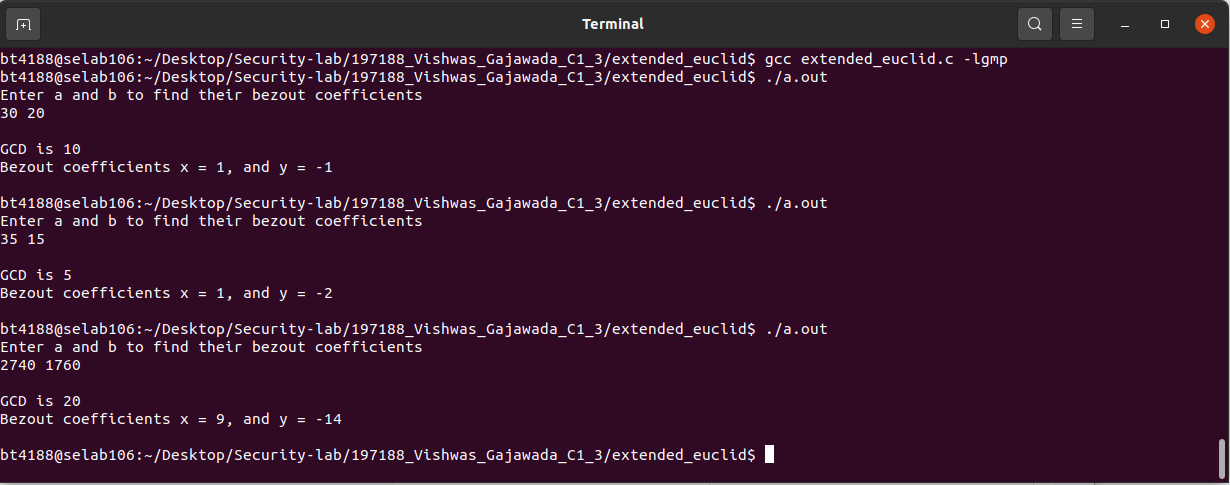 Terminal
bt4188@selab106:~/Desktop/Security-lab/197188_Vishwas_Gajawada_C1_3/extended_euclid$ gcc extended_euclid.c -lgmp
bt4188@selab106:~/Desktop/Security-lab/197188_Vishwas_Gajawada_C1_3/extended_euclid$ ./a.out
Enter a and b to find their bezout coefficients
30 20
GCD is 10
Bezout coefficients x = 1, and y = -1
bt4188@selab106:~/Desktop/Security-lab/197188_Vishwas_Gajawada_C1_3/extended_euclid$ ./a.out
Enter a and b to find their bezout coefficients
35 15
GCD is 5
Bezout coefficients x = 1, and y = -2
bt4188@selab106:~/Desktop/Security-lab/197188_Vishwas_Gajawada_C1_3/extended_euclid$ ./a.out
Enter a and b to find their bezout coefficients
2740 1760
GCD is 20
Bezout coefficients x = 9, and y = -14
bt4188@selab106:~/Desktop/Security-lab/197188_Vishwas_Gajawada_C1_3/extended_euclid$